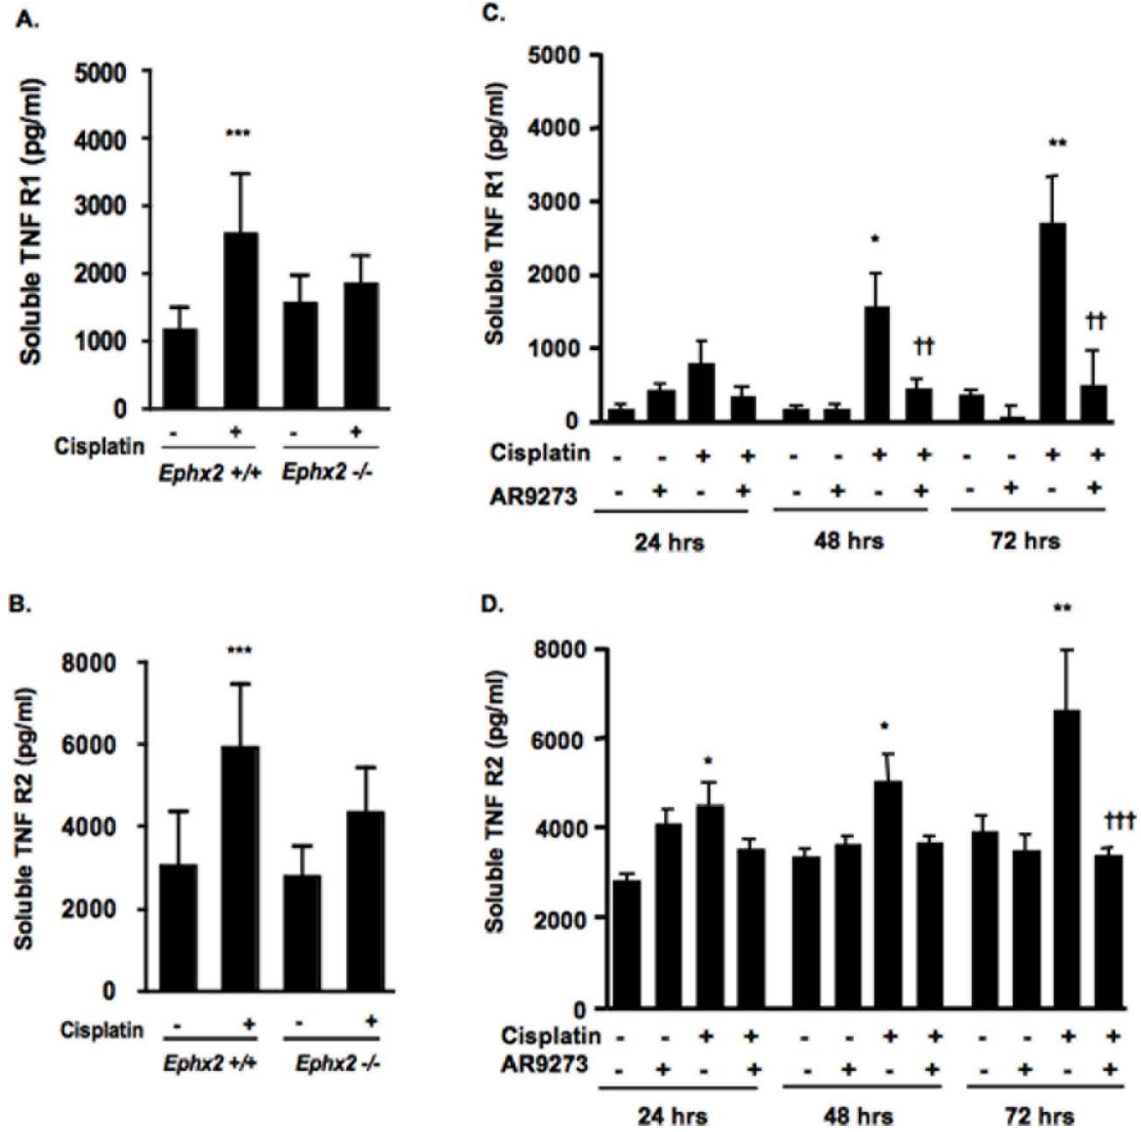 A.
Soluble TNF R1 (pg/ml)
5000
4000
3000
2000
1000
0
***
Cisplatin - + - +
Ephx2 +/+ Ephx2 -/-
C.
Soluble TNF R1 (pg/ml)
5000
4000
3000
2000
1000
0
*
††
**
††
Cisplatin - - + + - - + + - - + +
AR9273 - + - + - + - + - + - +
24 hrs 48 hrs 72 hrs
B.
Soluble TNF R2 (pg/ml)
8000
6000
4000
2000
0
***
Cisplatin - + - +
Ephx2 +/+ Ephx2 -/-
D.
Soluble TNF R2 (pg/ml)
8000
6000
4000
2000
0
*
*
**
†††
Cisplatin - - + + - - + + - - + +
AR9273 - + - + - + - + - + - +
24 hrs 48 hrs 72 hrs